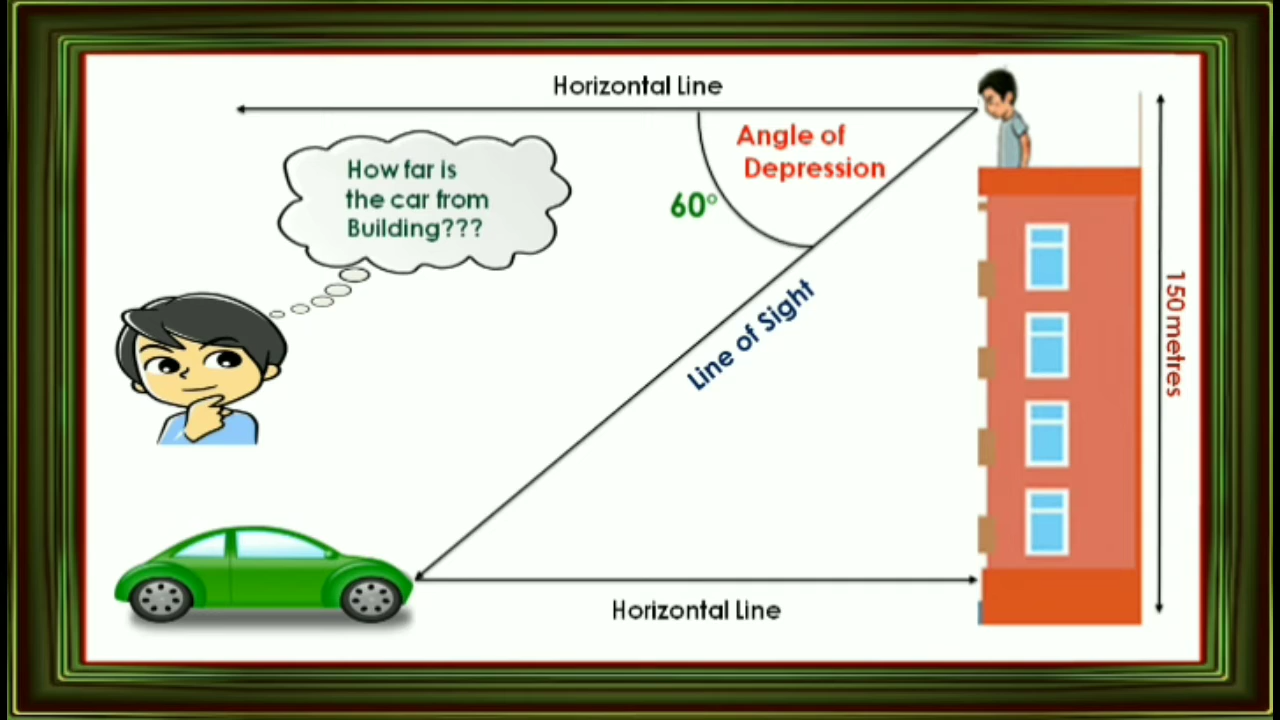 Horizontal Line
Angle of
Depression
How far is
the car from
Building???
60°
Line of Sight
150 metres
Horizontal Line